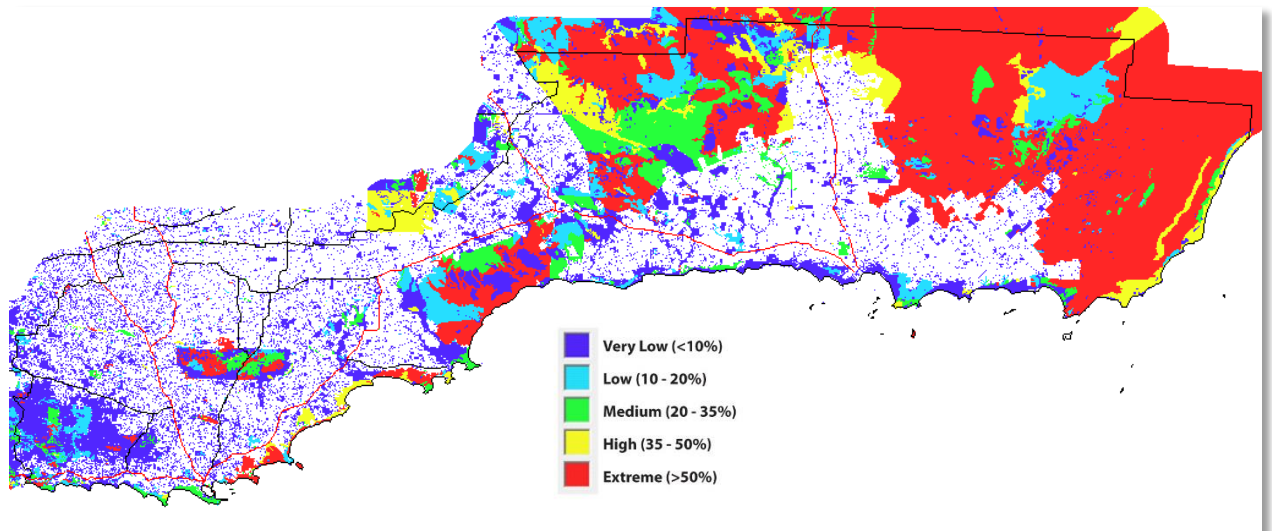 Very Low (<10%)
Low (10 - 20%)
Medium (20 - 35%)
High (35 - 50%)
Extreme (>50%)